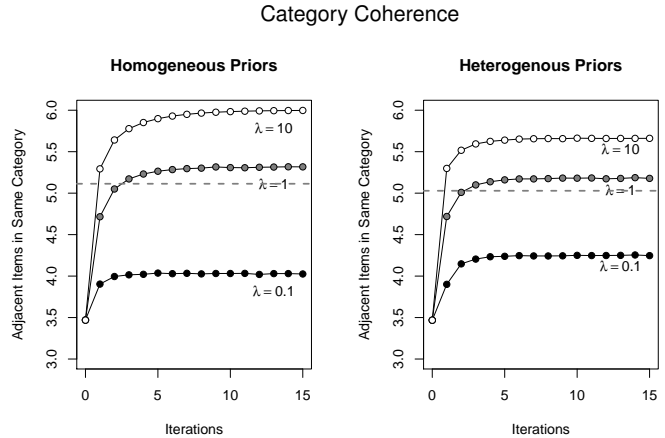 Category Coherence
Homogeneous Priors
Adjacent Items in Same Category
6.0
5.5
5.0
4.5
4.0
3.5
3.0
λ = 10
λ = 1
λ = 0.1
0 5 10 15
Iterations
Heterogenous Priors
Adjacent Items in Same Category
6.0
5.5
5.0
4.5
4.0
3.5
3.0
λ = 10
λ = 1
λ = 0.1
0 5 10 15
Iterations